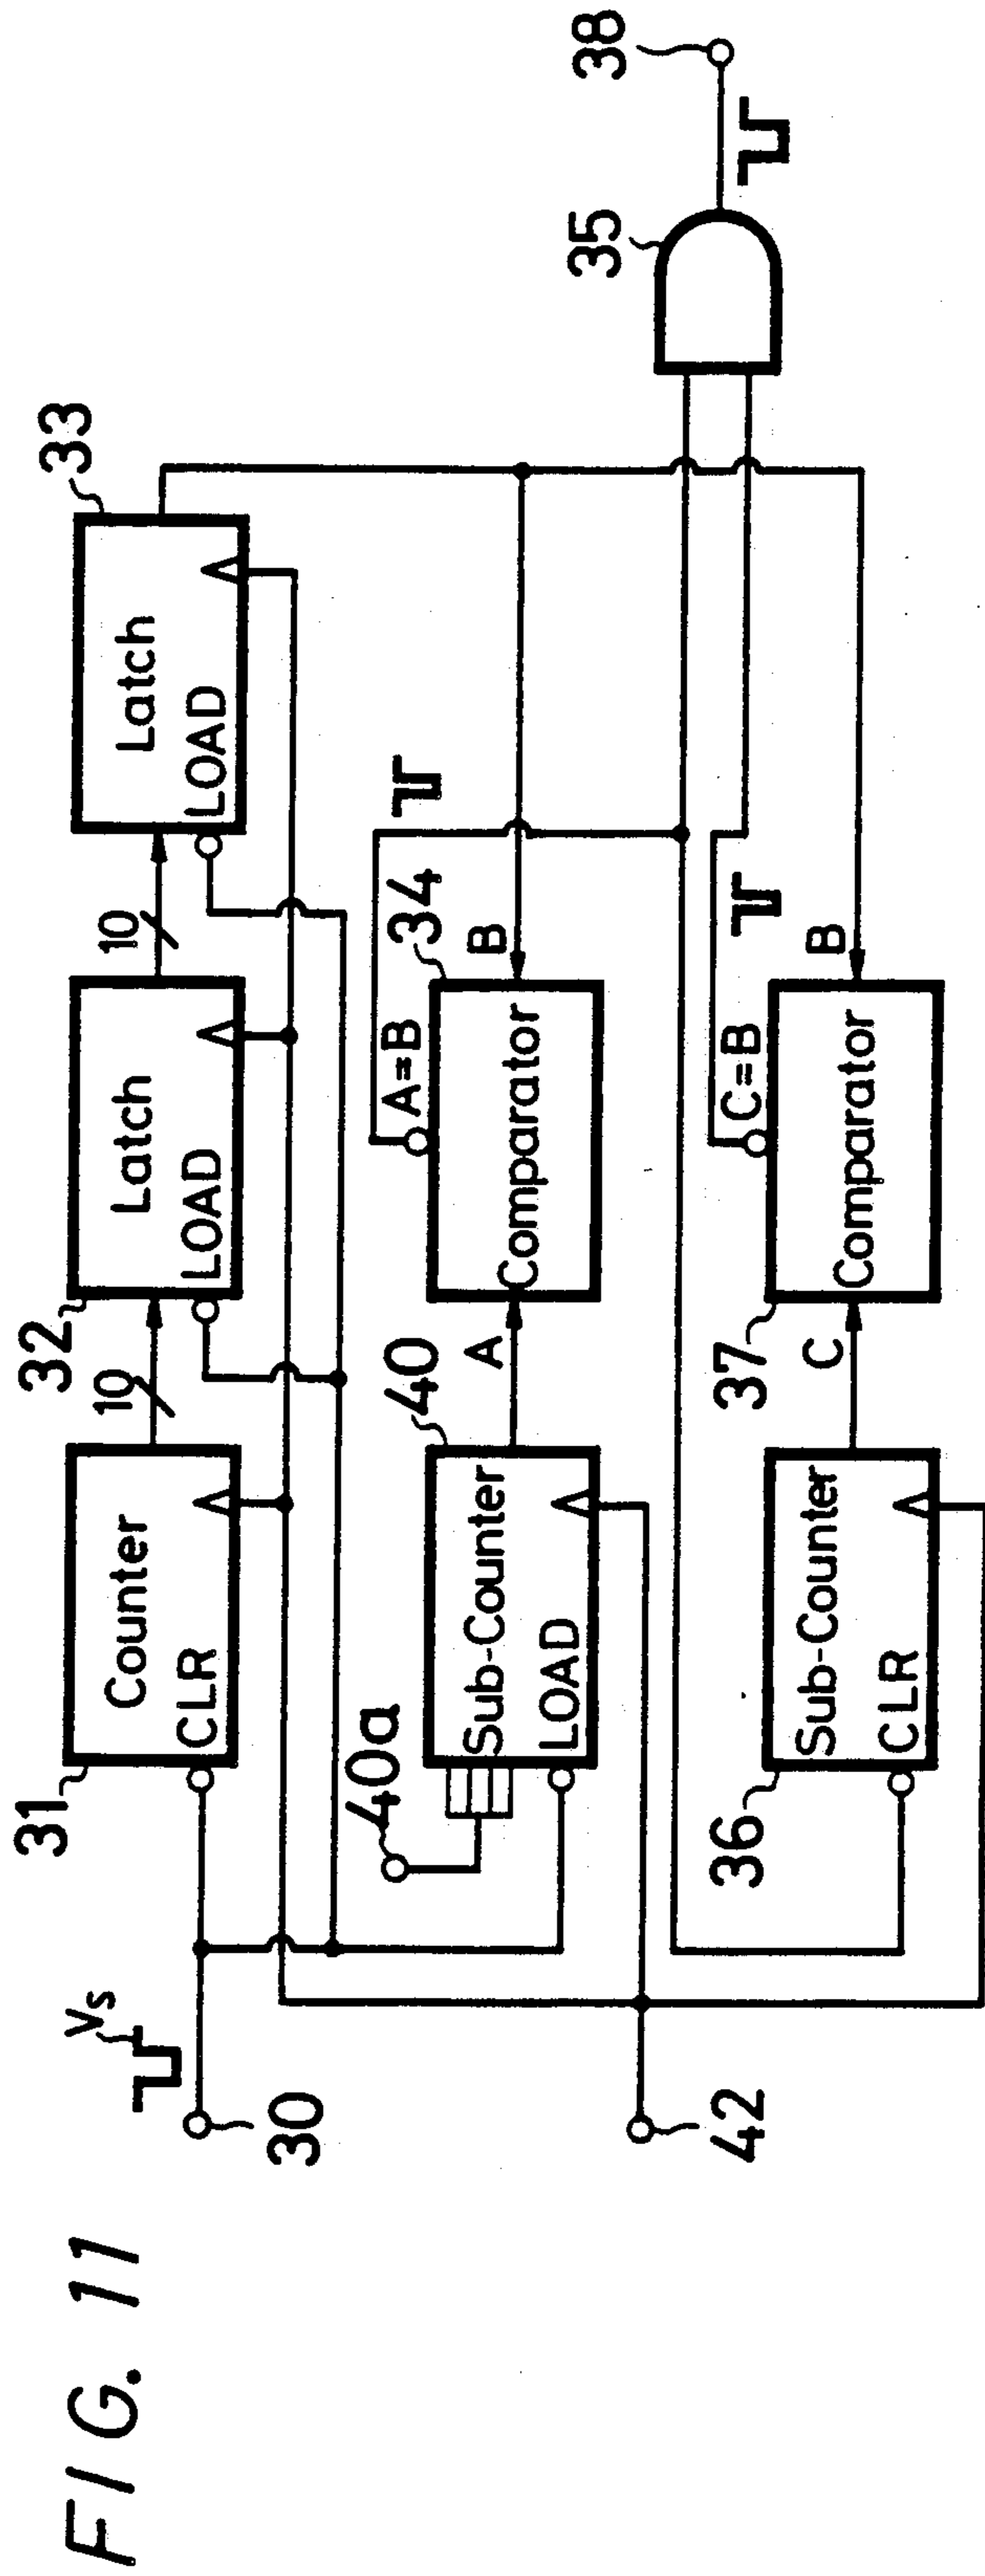 FIG. 11
Vs
30
31
Counter
CLR
10
32
Latch
LOAD
10
33
Latch
LOAD
40a
40
Sub-Counter
LOAD
A
34
A=B
Comparator
B
35
38
42
36
Sub-Counter
CLR
C
37
C=B
Comparator
B